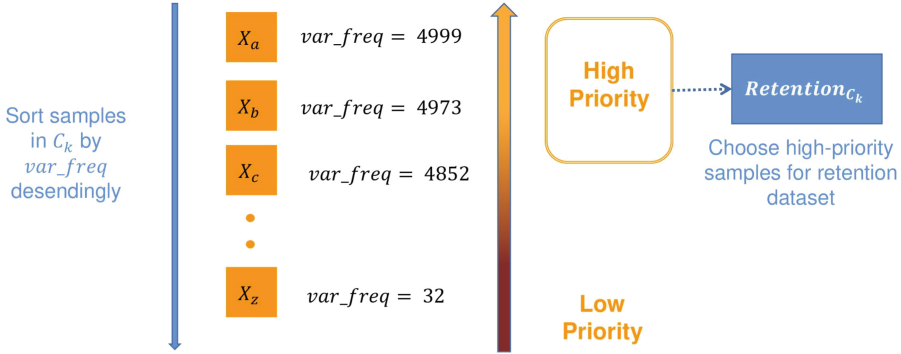 Sort samples
in C_k by
var_freq
desendingly
X_a var_freq = 4999
X_b var_freq = 4973
X_c var_freq = 4852
X_z var_freq = 32
High
Priority
Low
Priority
Retention_{C_k}
Choose high-priority
samples for retention
dataset